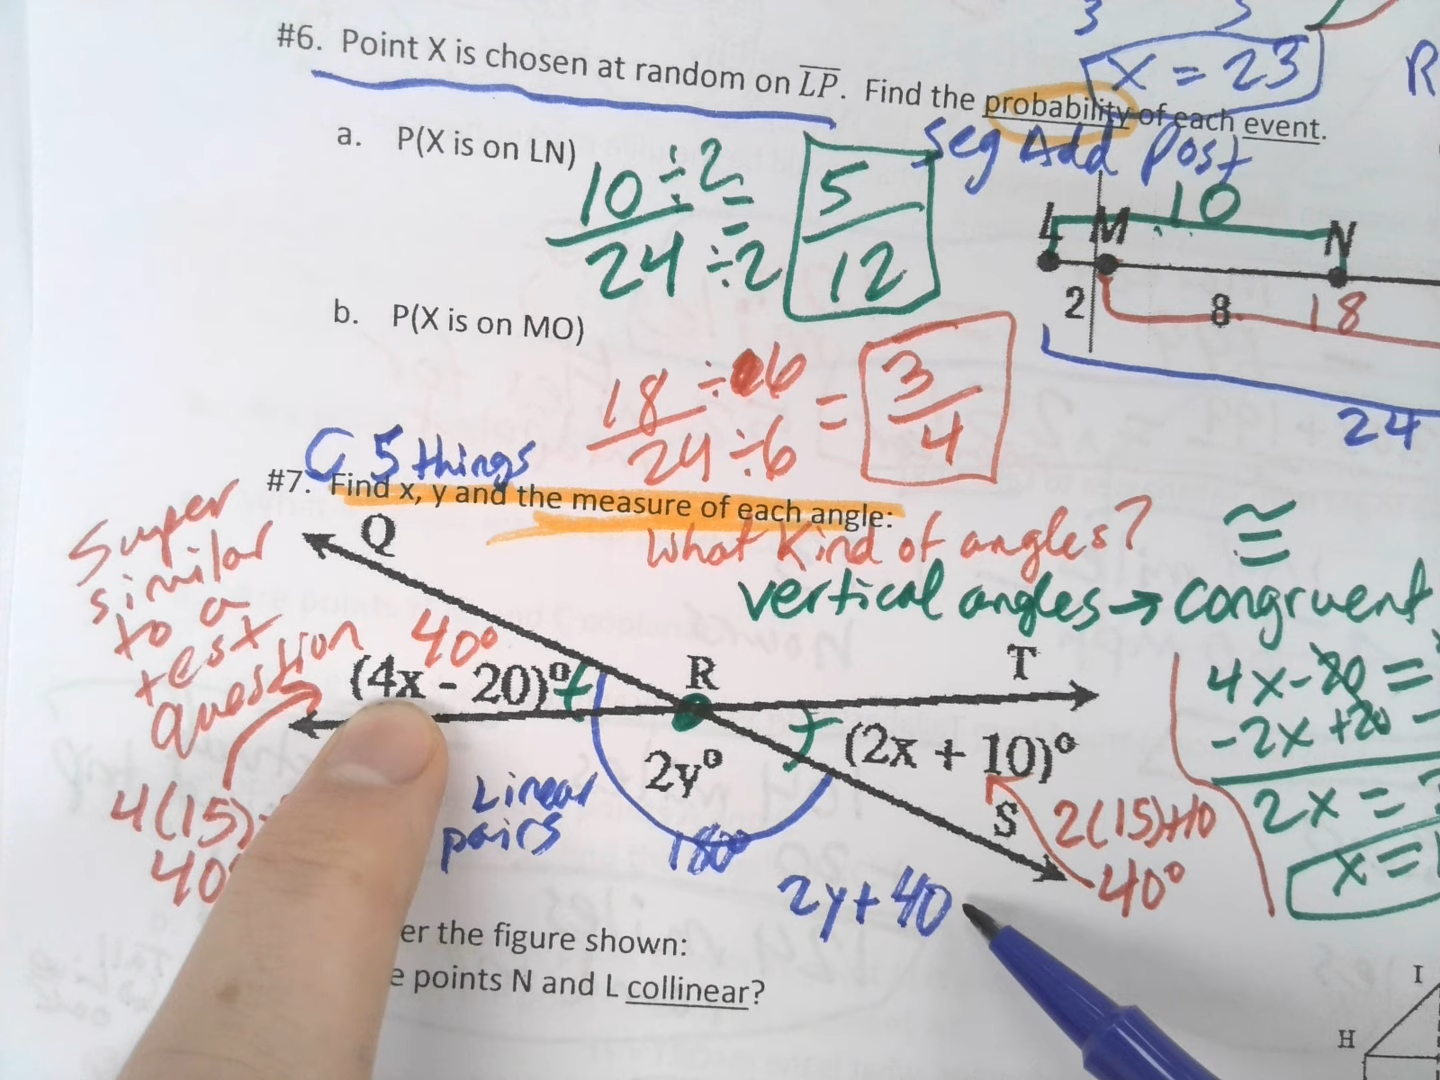 3 5
x = 23
R
#6. Point X is chosen at random on LP. Find the probability of each event.
Seg Add Post
a. P(X is on LN)
10 ÷2 = 5
24 ÷2 = 12
10
L M N
2 8 18
24
b. P(X is on MO)
18 ÷6 = 3
24 ÷6 4
5 things
#7. Find x, y and the measure of each angle:
What Kind of angles? ≅
vertical angles → congruent
Super
similar
to a
test
question
Q
40°
(4x - 20)°
R
T
(2x + 10)°
2y°
S
Linear
pairs
180°
2y+40
4(15)-
40
2(15)+10
40°
4x-20 =
-2x +20
2x =
x =
er the figure shown:
e points N and L collinear?
I
H